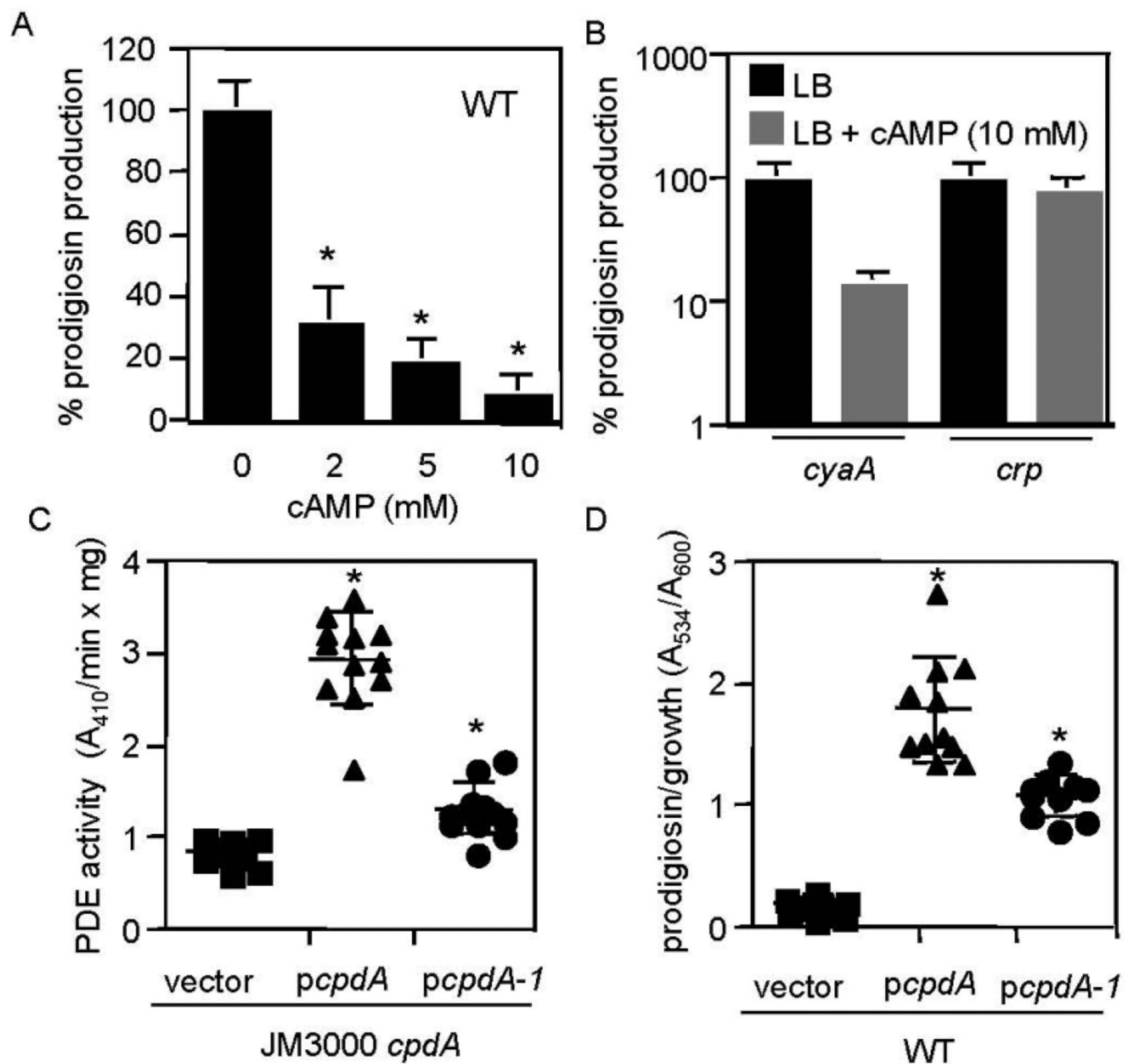 A
% prodigiosin production
120
100
80
60
40
20
0
WT
*
*
*
0 2 5 10
cAMP (mM)
B
% prodigiosin production
1000
100
10
1
LB
LB + cAMP (10 mM)
cyaA crp
C
PDE activity (A410/min x mg)
4
3
2
1
0
*
*
vector pcpdA pcpdA-1
JM3000 cpdA
D
prodigiosin/growth (A534/A600)
3
2
1
0
*
*
vector pcpdA pcpdA-1
WT